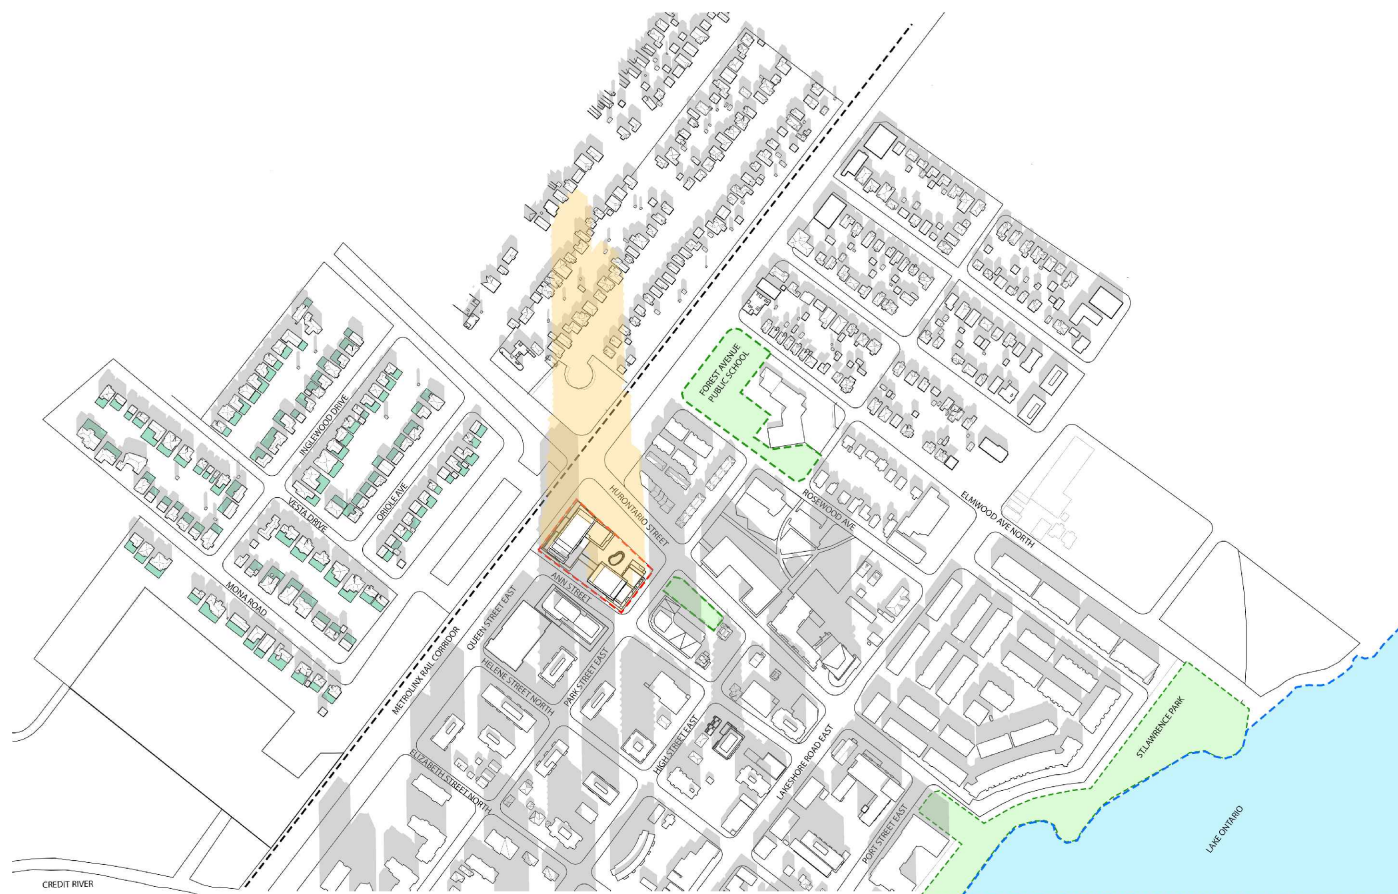 FOREST AVENUE
PUBLIC SCHOOL
INGLEWOOD DRIVE
ORIOLE AVE
VESTA DRIVE
HURONTARIO STREET
ROSEWOOD AVE
ELMWOOD AVE NORTH
MONA ROAD
ANN STREET
QUEEN STREET EAST
METROLINX RAIL CORRIDOR
HELENE STREET NORTH
PARK STREET EAST
HIGH STREET EAST
LAKESHORE ROAD EAST
ELIZABETH STREET NORTH
PORT STREET EAST
ST.LAWRENCE PARK
LAKE ONTARIO
CREDIT RIVER